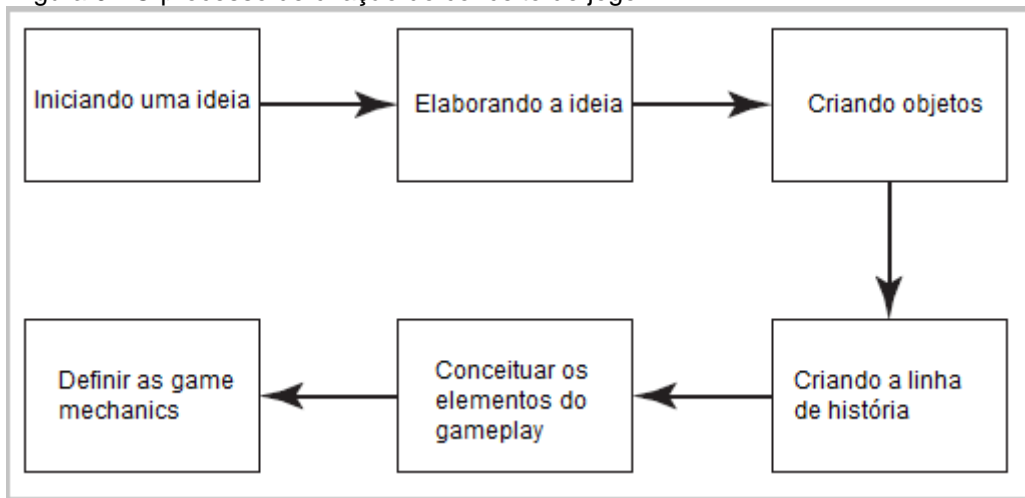 Iniciando uma ideia
Elaborando a ideia
Criando objetos
Criando a linha
de história
Conceituar os
elementos do
gameplay
Definir as game
mechanics